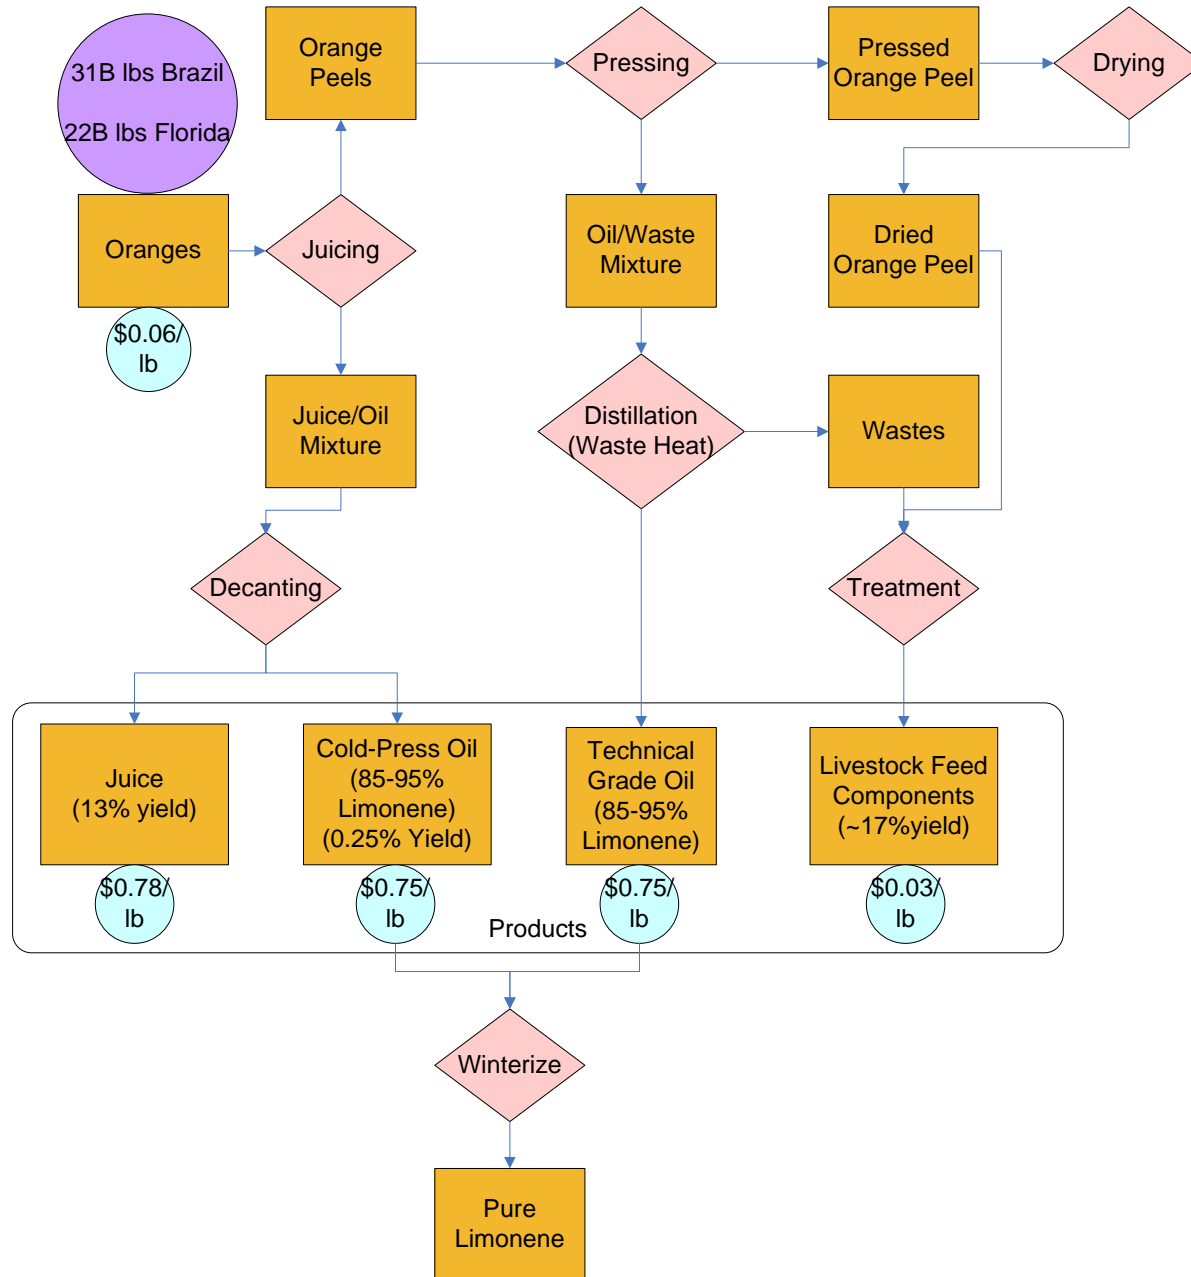 31B lbs Brazil
22B lbs Florida
Orange
Peels
Pressing
Pressed
Orange Peel
Drying
Oranges
Juicing
Oil/Waste
Mixture
Dried
Orange Peel
$0.06/
lb
Juice/Oil
Mixture
Distillation
(Waste Heat)
Wastes
Decanting
Treatment
Juice
(13% yield)
Cold-Press Oil
(85-95%
Limonene)
(0.25% Yield)
Technical
Grade Oil
(85-95%
Limonene)
Livestock Feed
Components
(~17%yield)
$0.78/
lb
$0.75/
lb
$0.75/
lb
$0.03/
lb
Products
Winterize
Pure
Limonene